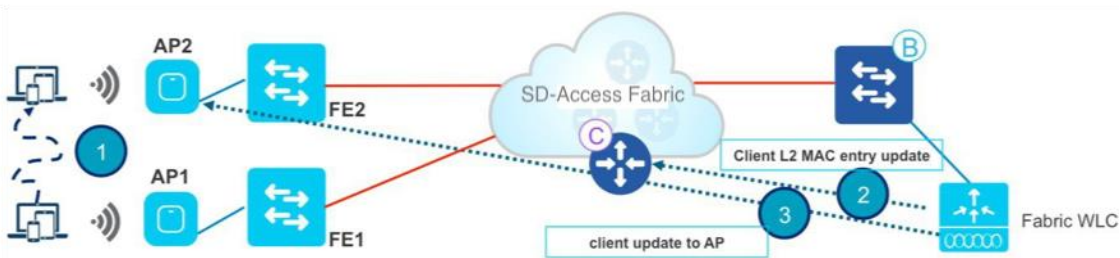 AP2
B
SD-Access Fabric
FE2
C
1
Client L2 MAC entry update
AP1
2
3
Fabric WLC
FE1
client update to AP